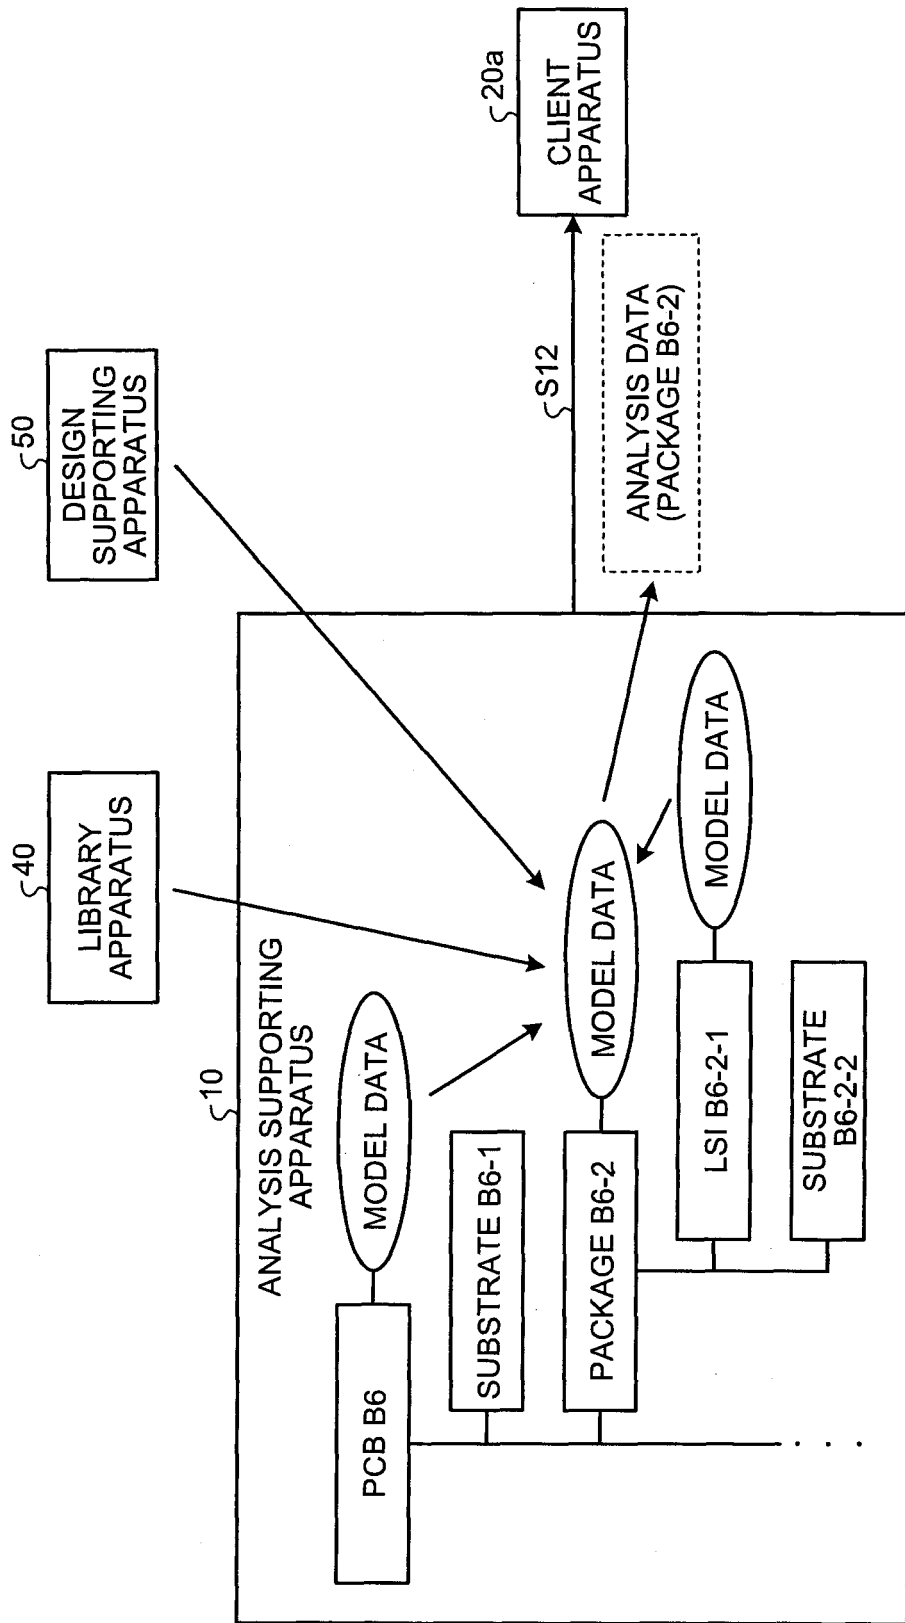 40
LIBRARY
APPARATUS
50
DESIGN
SUPPORTING
APPARATUS
10
ANALYSIS SUPPORTING
APPARATUS
PCB B6
MODEL DATA
SUBSTRATE B6-1
PACKAGE B6-2
MODEL DATA
LSI B6-2-1
MODEL DATA
SUBSTRATE
B6-2-2
. . .
S12
ANALYSIS DATA
(PACKAGE B6-2)
20a
CLIENT
APPARATUS